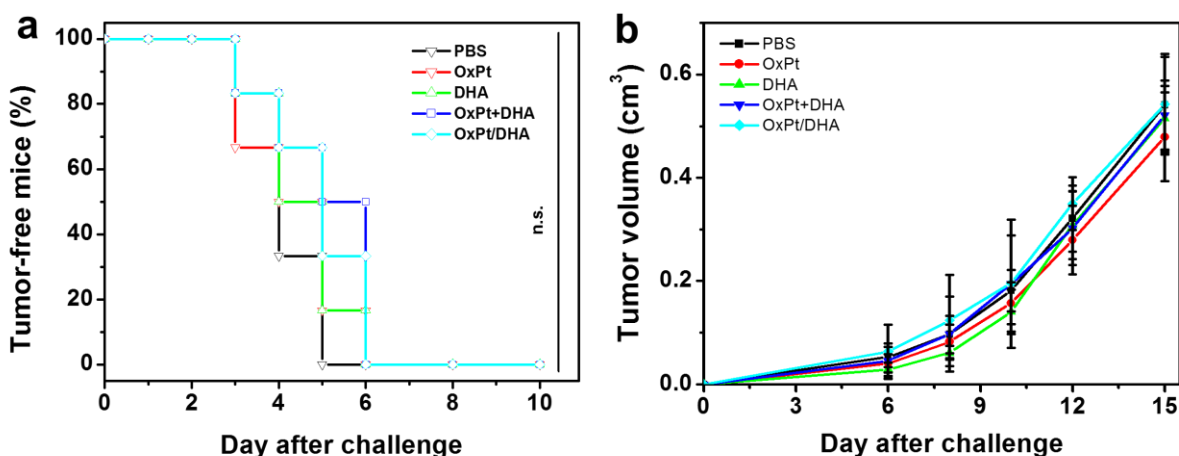 a
Tumor-free mice (%)
100
80
60
40
20
0
0
2
4
6
8
10
Day after challenge
PBS
OxPt
DHA
OxPt+DHA
OxPt/DHA
n.s.
b
Tumor volume (cm³)
0.6
0.4
0.2
0.0
0
3
6
9
12
15
Day after challenge
PBS
OxPt
DHA
OxPt+DHA
OxPt/DHA